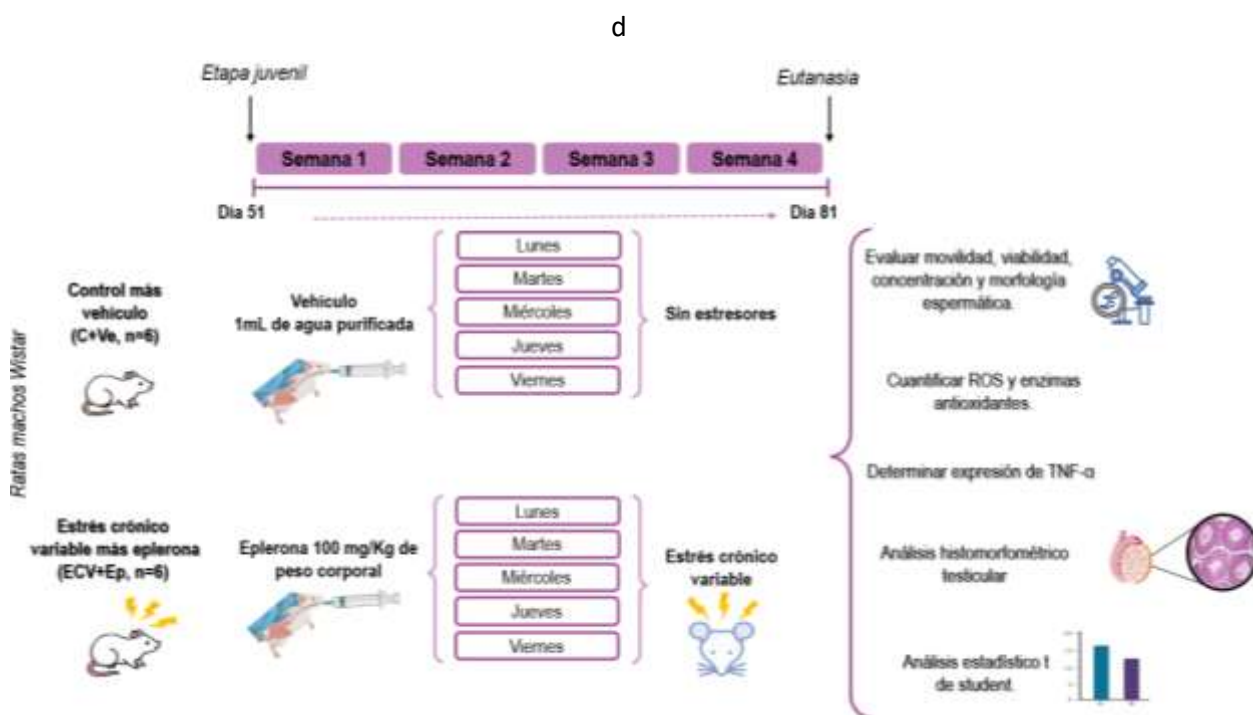 d
Etapa juvenil
Eutanasia
Semana 1
Semana 2
Semana 3
Semana 4
Dia 51
Dia 81
Ratas machos Wistar
Control más
vehículo
(C+Ve, n=6)
Vehículo
1mL de agua purificada
Lunes
Martes
Miércoles
Jueves
Viernes
Sin estresores
Estrés crónico
variable más eplerona
(ECV+Ep, n=6)
Eplerona 100 mg/Kg de
peso corporal
Lunes
Martes
Miércoles
Jueves
Viernes
Estrés crónico
variable
Evaluar movilidad, viabilidad,
concentración y morfología
espermática.
Cuantificar ROS y enzimas
antioxidantes.
Determinar expresión de TNF-α
Análisis histomorfométrico
testicular
Análisis estadístico t
de student.